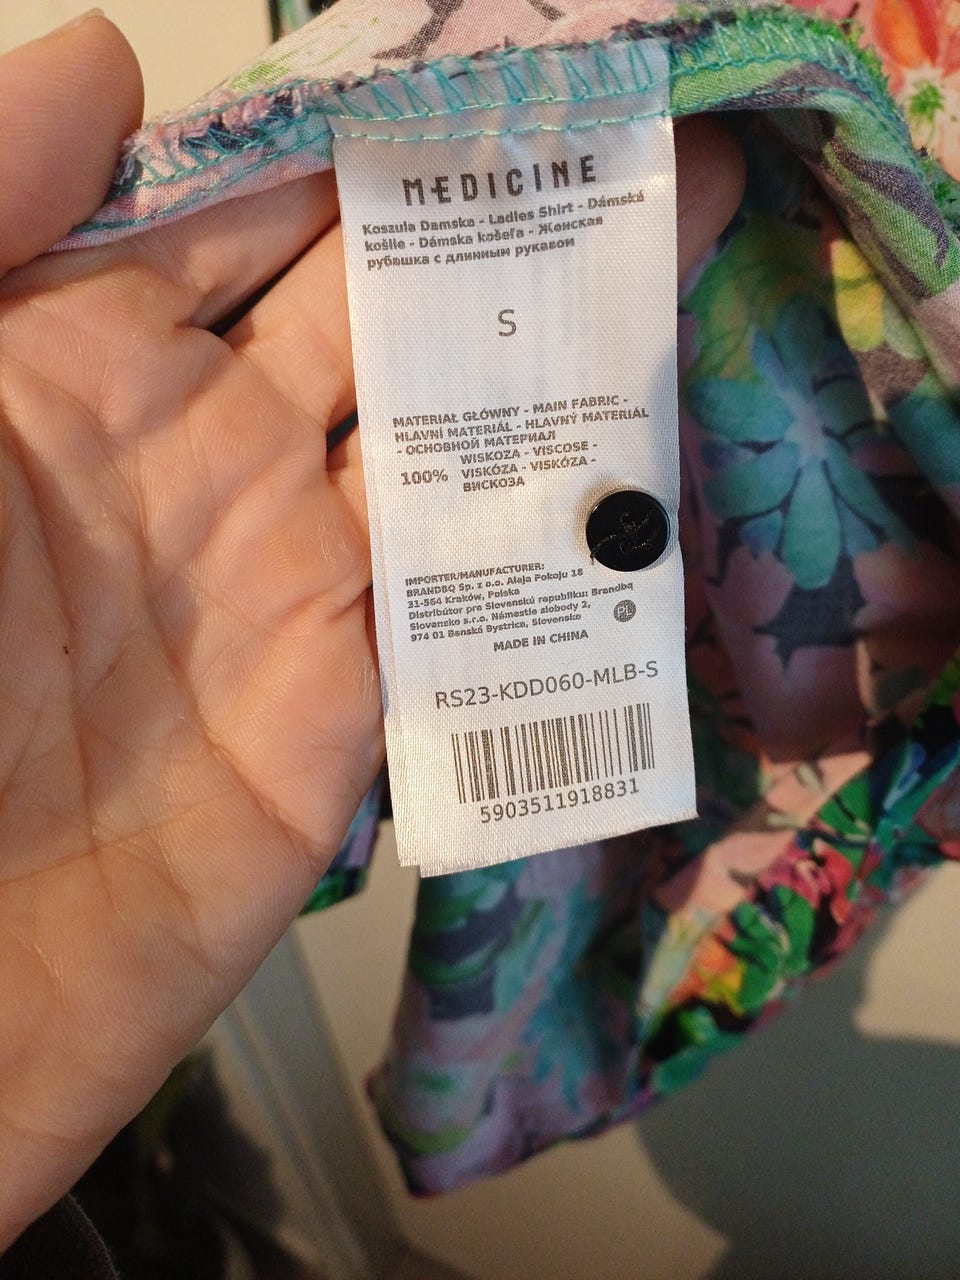 MEDICINE
Koszula Damska - Ladies Shirt - Dámská
košile - Dámska košeľa - Женская
рубашка с длинным рукавом
S
MATERIAŁ GŁÓWNY - MAIN FABRIC -
HLAVNÍ MATERIÁL - HLAVNÝ MATERIÁL
- ОСНОВНОЙ МАТЕРИАЛ
100% WISKOZA - VISCOSE -
VISKÓZA - VISKÓZA -
ВИСКОЗА
IMPORTER/MANUFACTURER:
BRANDBQ Sp. z o.o. Aleja Pokoju 18
31-564 Kraków, Polska
Distribútor pre Slovenskú republiku: Brandbq
Slovensko s.r.o. Námestie slobody 2,
974 01 Banská Bystrica, Slovensko
PL
MADE IN CHINA
RS23-KDD060-MLB-S
5903511918831